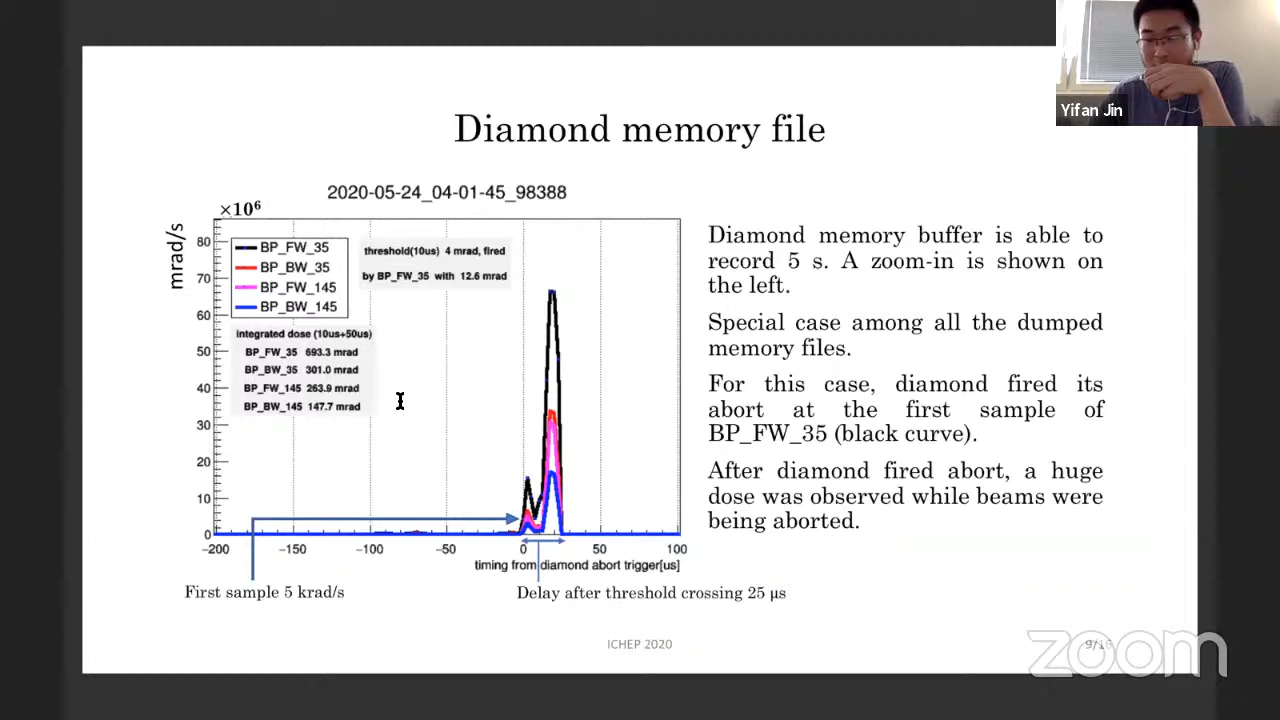 Yifan Jin
Diamond memory file
2020-05-24_04-01-45_98388
×10⁶
mrad/s
80
70
60
50
40
30
20
10
0
BP_FW_35
BP_BW_35
BP_FW_145
BP_BW_145
threshold(10us) 4 mrad, fired
by BP_FW_35 with 12.6 mrad
integrated dose (10us+50us)
BP_FW_35 693.3 mrad
BP_BW_35 301.0 mrad
BP_FW_145 263.9 mrad
BP_BW_145 147.7 mrad
−200 −150 −100 −50 0 50 100
timing from diamond abort trigger[us]
First sample 5 krad/s
Delay after threshold crossing 25 μs
Diamond memory buffer is able to
record 5 s. A zoom-in is shown on
the left.
Special case among all the dumped
memory files.
For this case, diamond fired its
abort at the first sample of
BP_FW_35 (black curve).
After diamond fired abort, a huge
dose was observed while beams were
being aborted.
ICHEP 2020
zoom